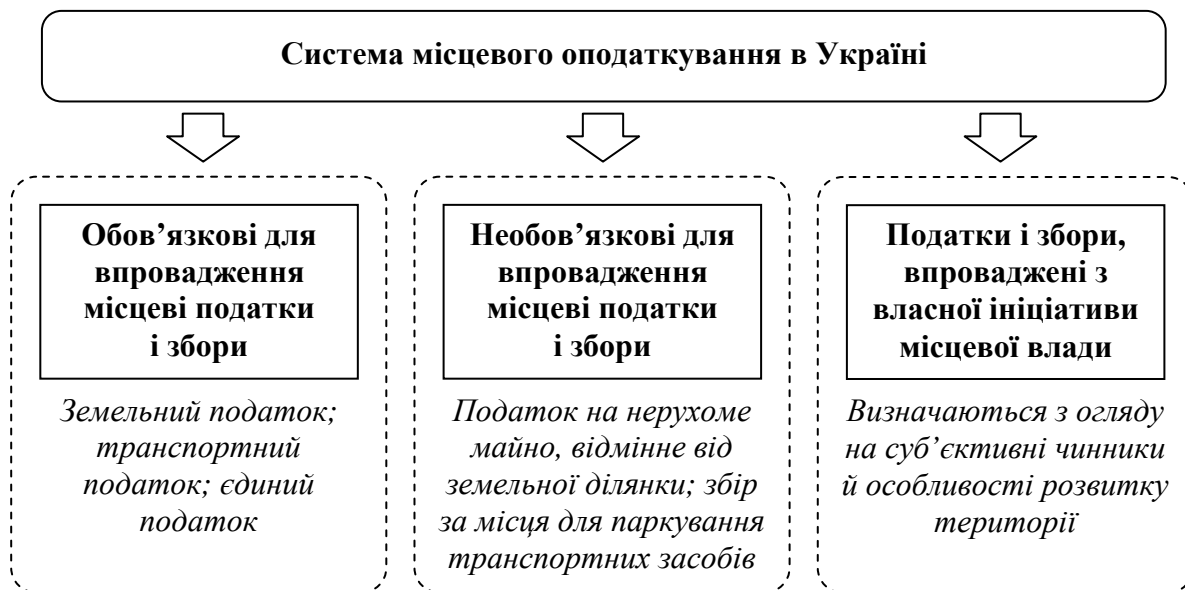 Система місцевого оподаткування в Україні
Обов’язкові для
впровадження
місцеві податки
і збори
Земельний податок;
транспортний
податок; єдиний
податок
Необов’язкові для
впровадження
місцеві податки
і збори
Податок на нерухоме
майно, відмінне від
земельної ділянки; збір
за місця для паркування
транспортних засобів
Податки і збори,
впроваджені з
власної ініціативи
місцевої влади
Визначаються з огляду
на суб’єктивні чинники
й особливості розвитку
території